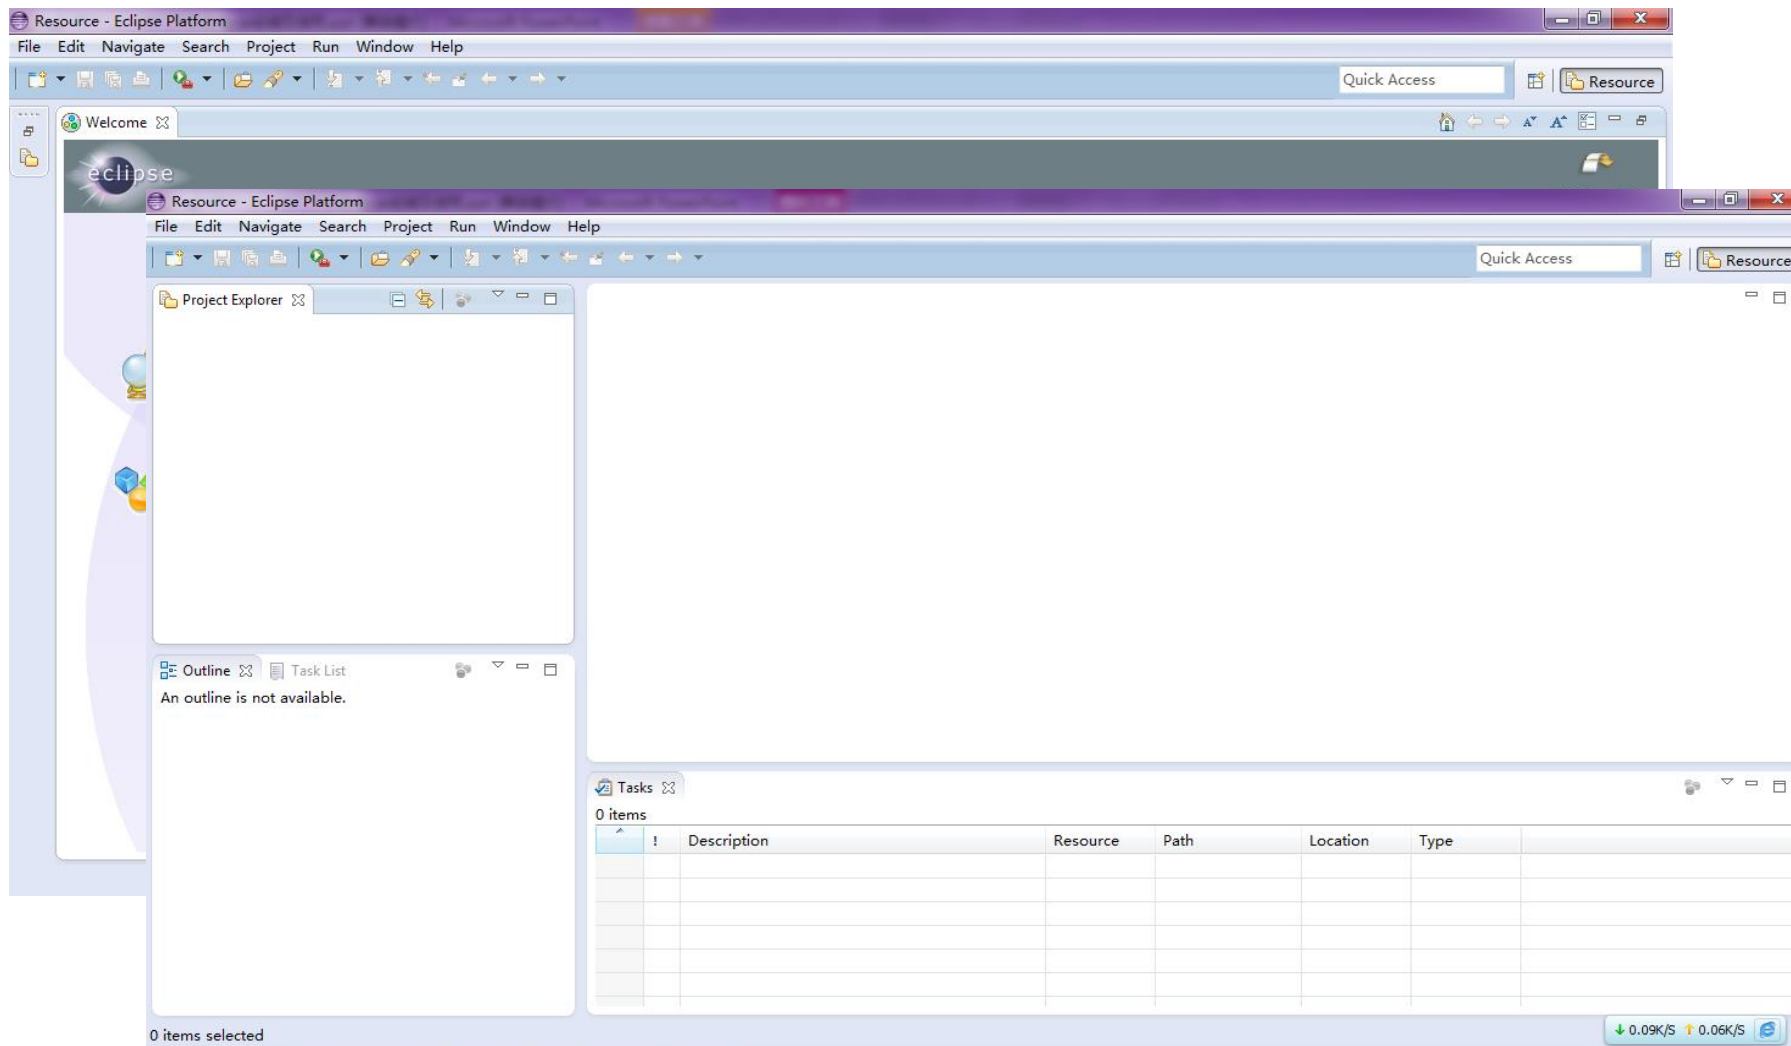 Resource - Eclipse Platform
File Edit Navigate Search Project Run Window Help
Quick Access Resource
Welcome
eclipse
Resource - Eclipse Platform
File Edit Navigate Search Project Run Window Help
Quick Access Resource
Project Explorer
Outline Task List
An outline is not available.
Tasks
0 items
! Description Resource Path Location Type
0 items selected
0.09K/S 0.06K/S